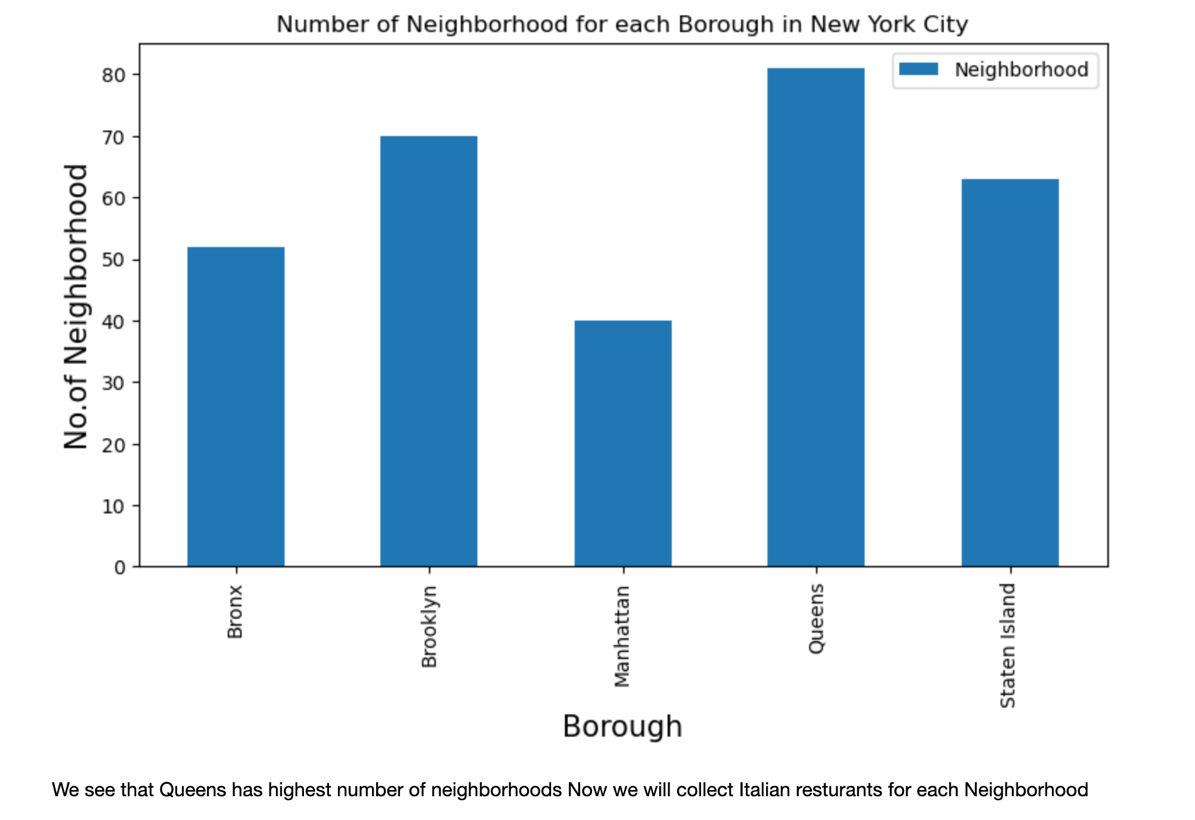 Number of Neighborhood for each Borough in New York City
Neighborhood
80
70
60
50
40
30
20
10
0
No.of Neighborhood
Bronx
Brooklyn
Manhattan
Queens
Staten Island
Borough
We see that Queens has highest number of neighborhoods Now we will collect Italian resturants for each Neighborhood